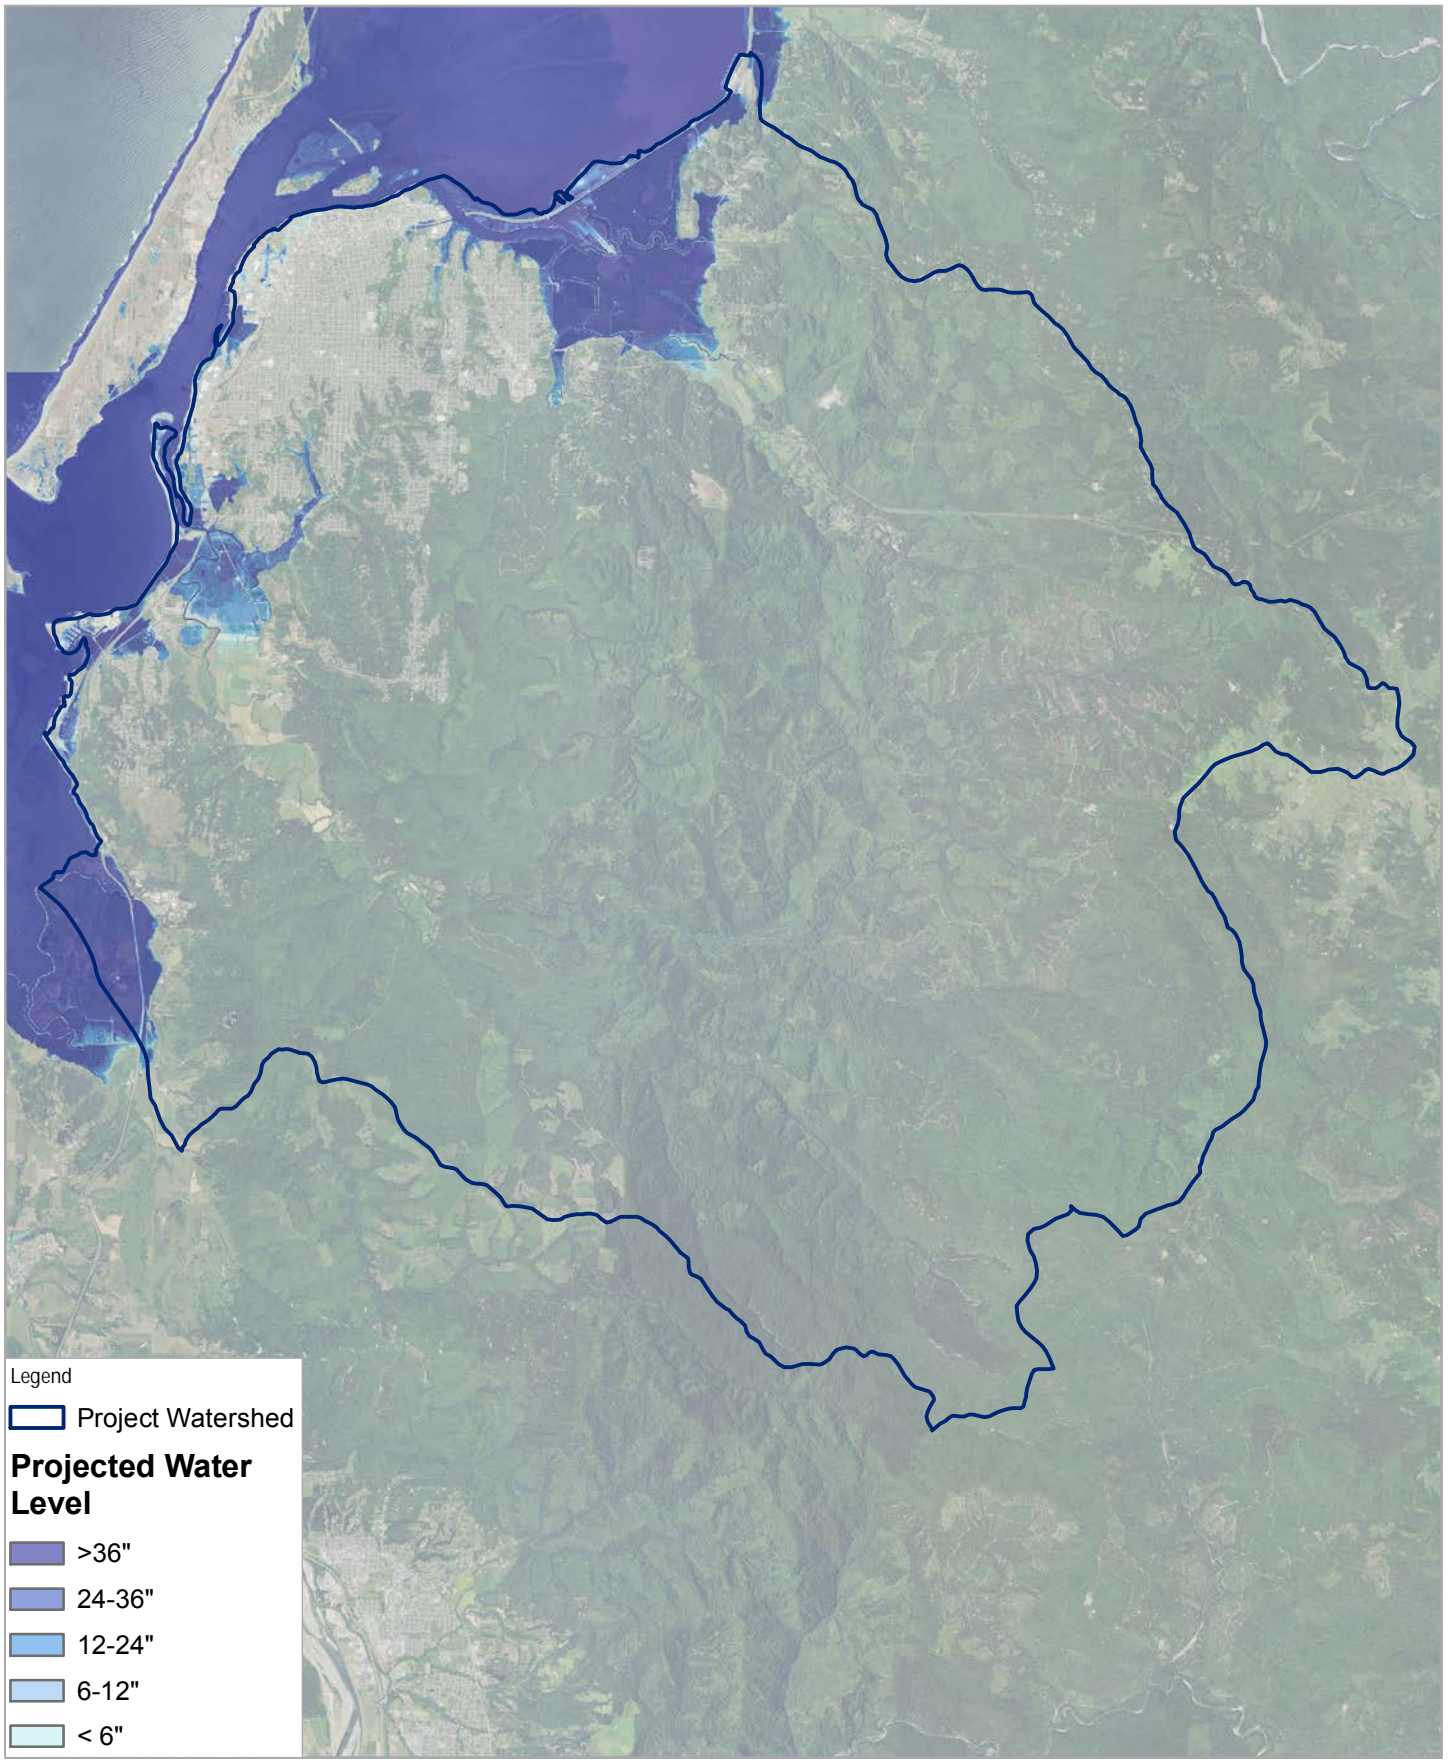 Legend
Project Watershed
Projected Water
Level
>36"
24-36"
12-24"
6-12"
< 6"